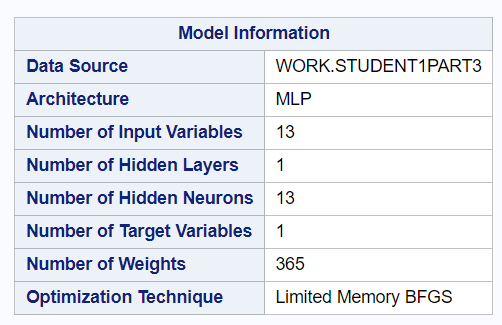 Model Information
Data Source WORK.STUDENT1PART3
Architecture MLP
Number of Input Variables 13
Number of Hidden Layers 1
Number of Hidden Neurons 13
Number of Target Variables 1
Number of Weights 365
Optimization Technique Limited Memory BFGS